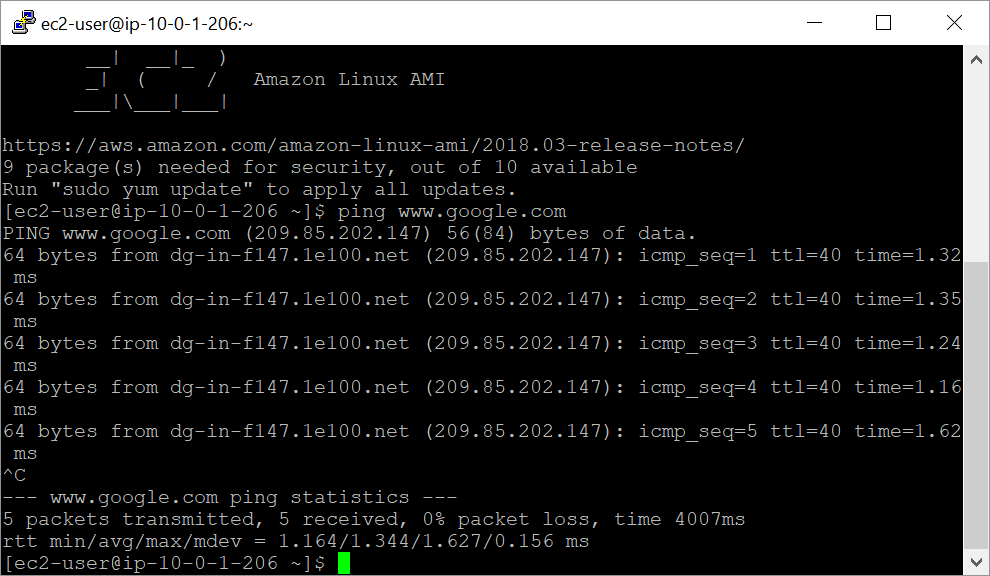 ec2-user@ip-10-0-1-206:~
       __|  __|_  )
       _|  (     /   Amazon Linux AMI
      ___|\___|___|
https://aws.amazon.com/amazon-linux-ami/2018.03-release-notes/
9 package(s) needed for security, out of 10 available
Run "sudo yum update" to apply all updates.
[ec2-user@ip-10-0-1-206 ~]$ ping www.google.com
PING www.google.com (209.85.202.147) 56(84) bytes of data.
64 bytes from dg-in-f147.1e100.net (209.85.202.147): icmp_seq=1 ttl=40 time=1.32
 ms
64 bytes from dg-in-f147.1e100.net (209.85.202.147): icmp_seq=2 ttl=40 time=1.35
 ms
64 bytes from dg-in-f147.1e100.net (209.85.202.147): icmp_seq=3 ttl=40 time=1.24
 ms
64 bytes from dg-in-f147.1e100.net (209.85.202.147): icmp_seq=4 ttl=40 time=1.16
 ms
64 bytes from dg-in-f147.1e100.net (209.85.202.147): icmp_seq=5 ttl=40 time=1.62
 ms
^C
--- www.google.com ping statistics ---
5 packets transmitted, 5 received, 0% packet loss, time 4007ms
rtt min/avg/max/mdev = 1.164/1.344/1.627/0.156 ms
[ec2-user@ip-10-0-1-206 ~]$